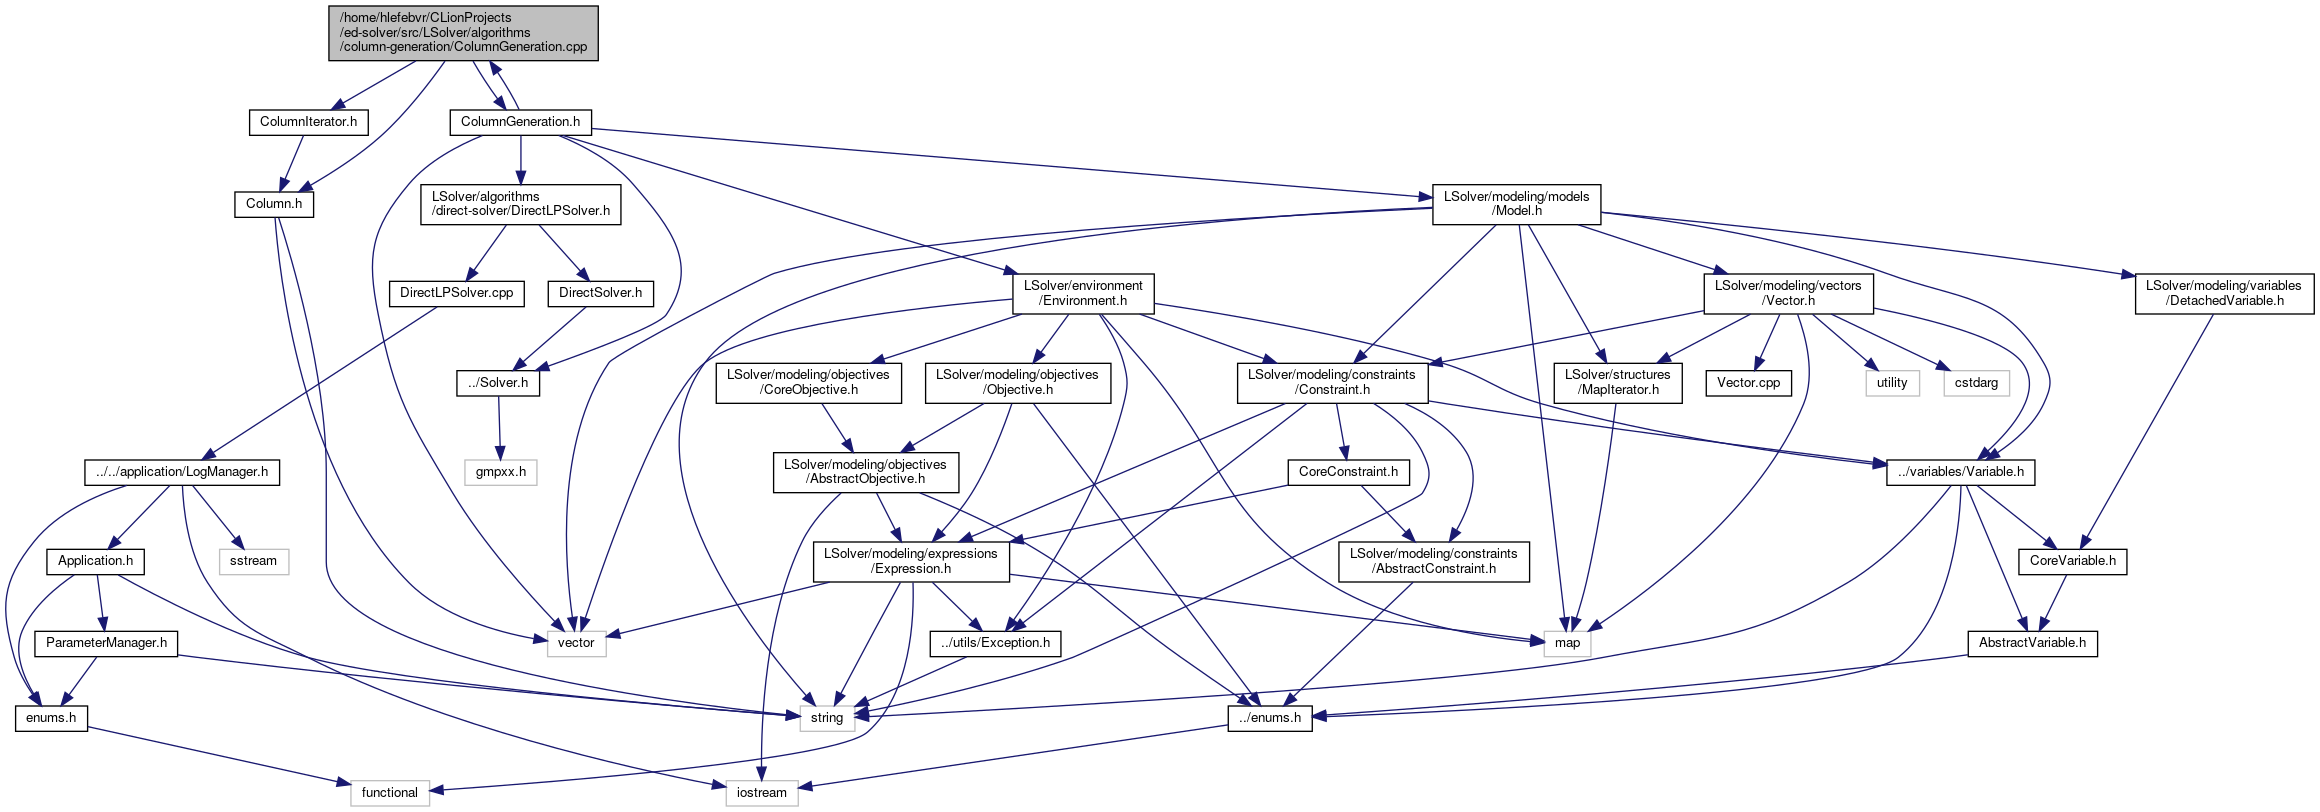 /home/hlefebvr/CLionProjects
/ed-solver/src/LSolver/algorithms
/column-generation/ColumnGeneration.cpp
ColumnIterator.h
ColumnGeneration.h
Column.h
LSolver/algorithms
/direct-solver/DirectLPSolver.h
LSolver/modeling/models
/Model.h
DirectLPSolver.cpp
DirectSolver.h
LSolver/environment
/Environment.h
LSolver/modeling/vectors
/Vector.h
LSolver/modeling/variables
/DetachedVariable.h
../Solver.h
LSolver/modeling/objectives
/CoreObjective.h
LSolver/modeling/objectives
/Objective.h
LSolver/modeling/constraints
/Constraint.h
LSolver/structures
/MapIterator.h
Vector.cpp
utility
cstdarg
../../application/LogManager.h
gmpxx.h
LSolver/modeling/objectives
/AbstractObjective.h
CoreConstraint.h
../variables/Variable.h
Application.h
sstream
LSolver/modeling/expressions
/Expression.h
LSolver/modeling/constraints
/AbstractConstraint.h
CoreVariable.h
ParameterManager.h
vector
../utils/Exception.h
map
AbstractVariable.h
enums.h
string
../enums.h
functional
iostream